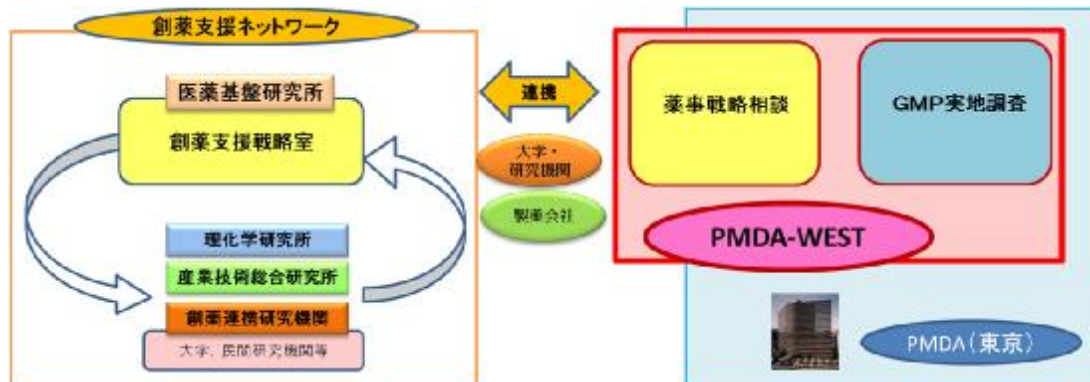 創薬支援ネットワーク
医薬基盤研究所
創薬支援戦略室
理化学研究所
産業技術総合研究所
創薬連携研究機関
大学、民間研究機関等
連携
大学・
研究機関
製薬会社
薬事戦略相談
GMP実地調査
PMDA-WEST
PMDA(東京)